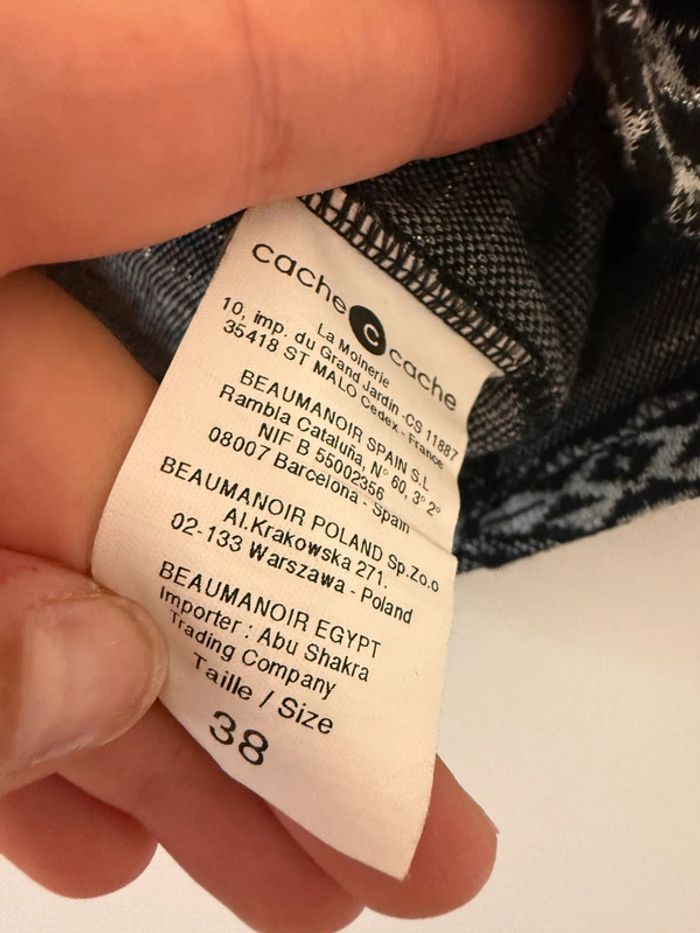 cache c cache
La Moinerie
10, imp. du Grand Jardin -CS 11887
35418 ST MALO Cedex - France
BEAUMANOIR SPAIN S.L
Rambla Cataluña, N° 60, 3° 2ª
NIF B 55002356
08007 Barcelona - Spain
BEAUMANOIR POLAND Sp.Zo.o
Al.Krakowska 271.
02-133 Warszawa - Poland
BEAUMANOIR EGYPT
Importer : Abu Shakra
Trading Company
Taille / Size
38